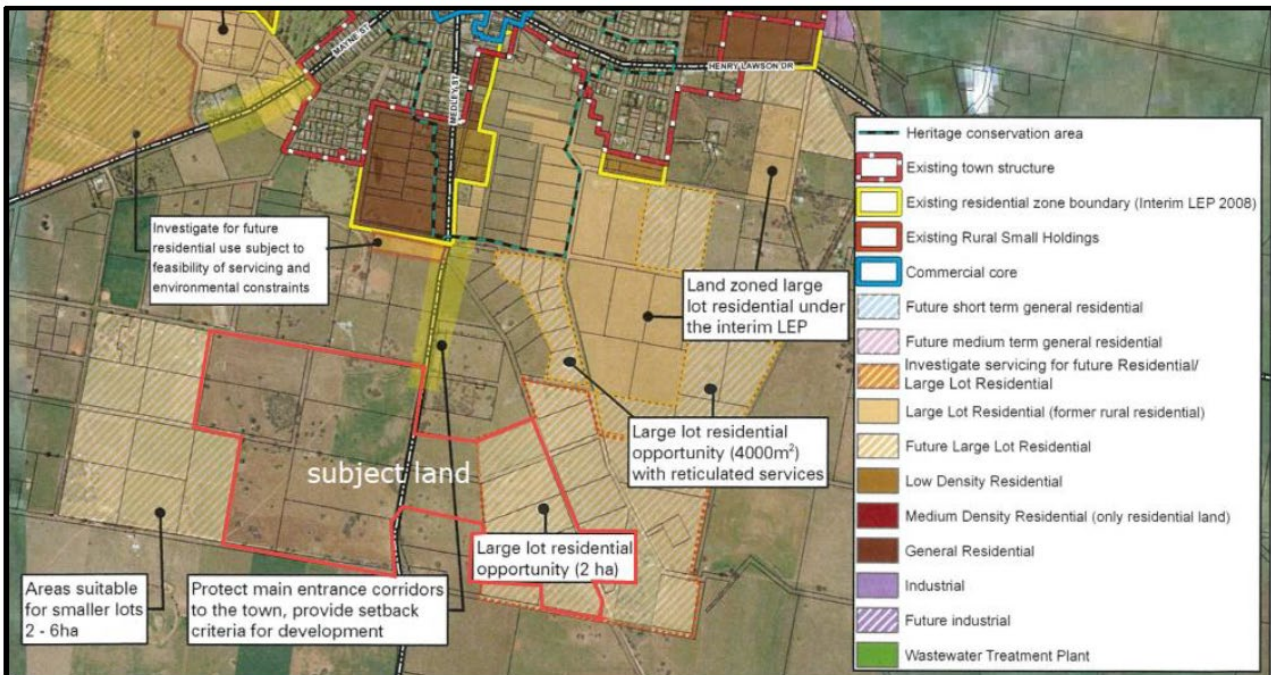 MAYNE ST
MEDLEY ST
HENRY LAWSON DR
Investigate for future
residential use subject to
feasibility of servicing and
environmental constraints
Land zoned large
lot residential under
the interim LEP
Large lot residential
opportunity (4000m²)
with reticulated services
subject land
Large lot residential
opportunity (2 ha)
Areas suitable
for smaller lots
2 - 6ha
Protect main entrance corridors
to the town, provide setback
criteria for development
Heritage conservation area
Existing town structure
Existing residential zone boundary (Interim LEP 2008)
Existing Rural Small Holdings
Commercial core
Future short term general residential
Future medium term general residential
Investigate servicing for future Residential/
Large Lot Residential
Large Lot Residential (former rural residential)
Future Large Lot Residential
Low Density Residential
Medium Density Residential (only residential land)
General Residential
Industrial
Future industrial
Wastewater Treatment Plant